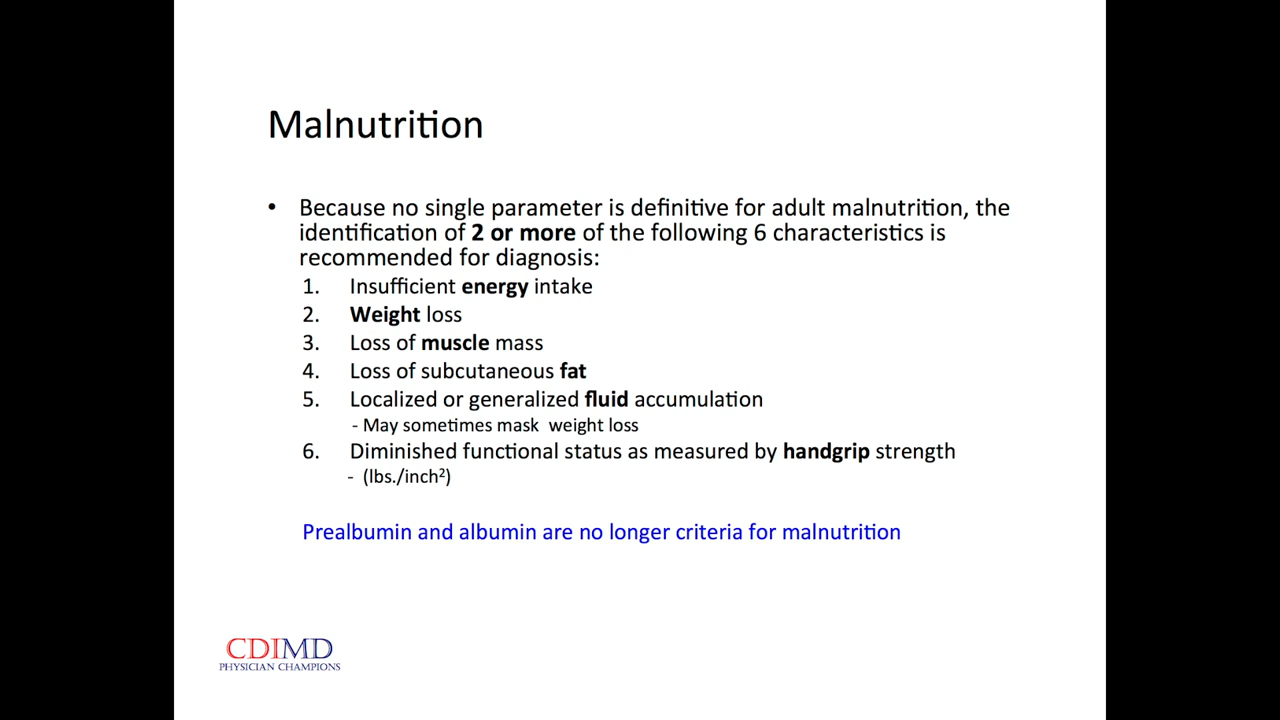 Malnutrition
• Because no single parameter is definitive for adult malnutrition, the
identification of 2 or more of the following 6 characteristics is
recommended for diagnosis:
1. Insufficient energy intake
2. Weight loss
3. Loss of muscle mass
4. Loss of subcutaneous fat
5. Localized or generalized fluid accumulation
- May sometimes mask weight loss
6. Diminished functional status as measured by handgrip strength
- (lbs./inch²)
Prealbumin and albumin are no longer criteria for malnutrition
CDIMD
PHYSICIAN CHAMPIONS